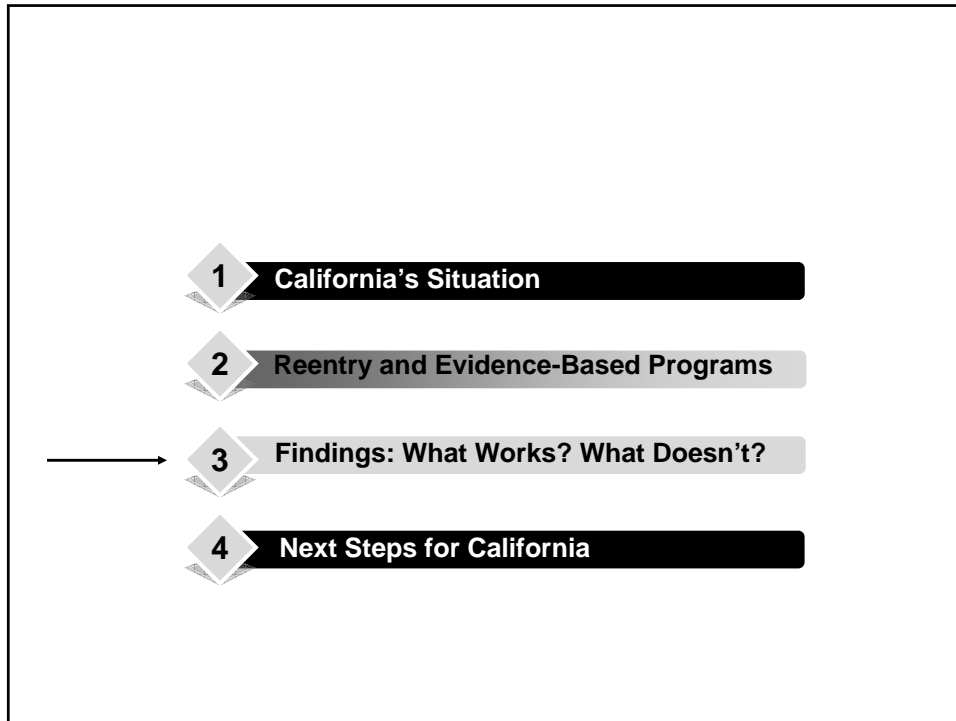 1 California’s Situation
2 Reentry and Evidence-Based Programs
3 Findings: What Works? What Doesn’t?
4 Next Steps for California